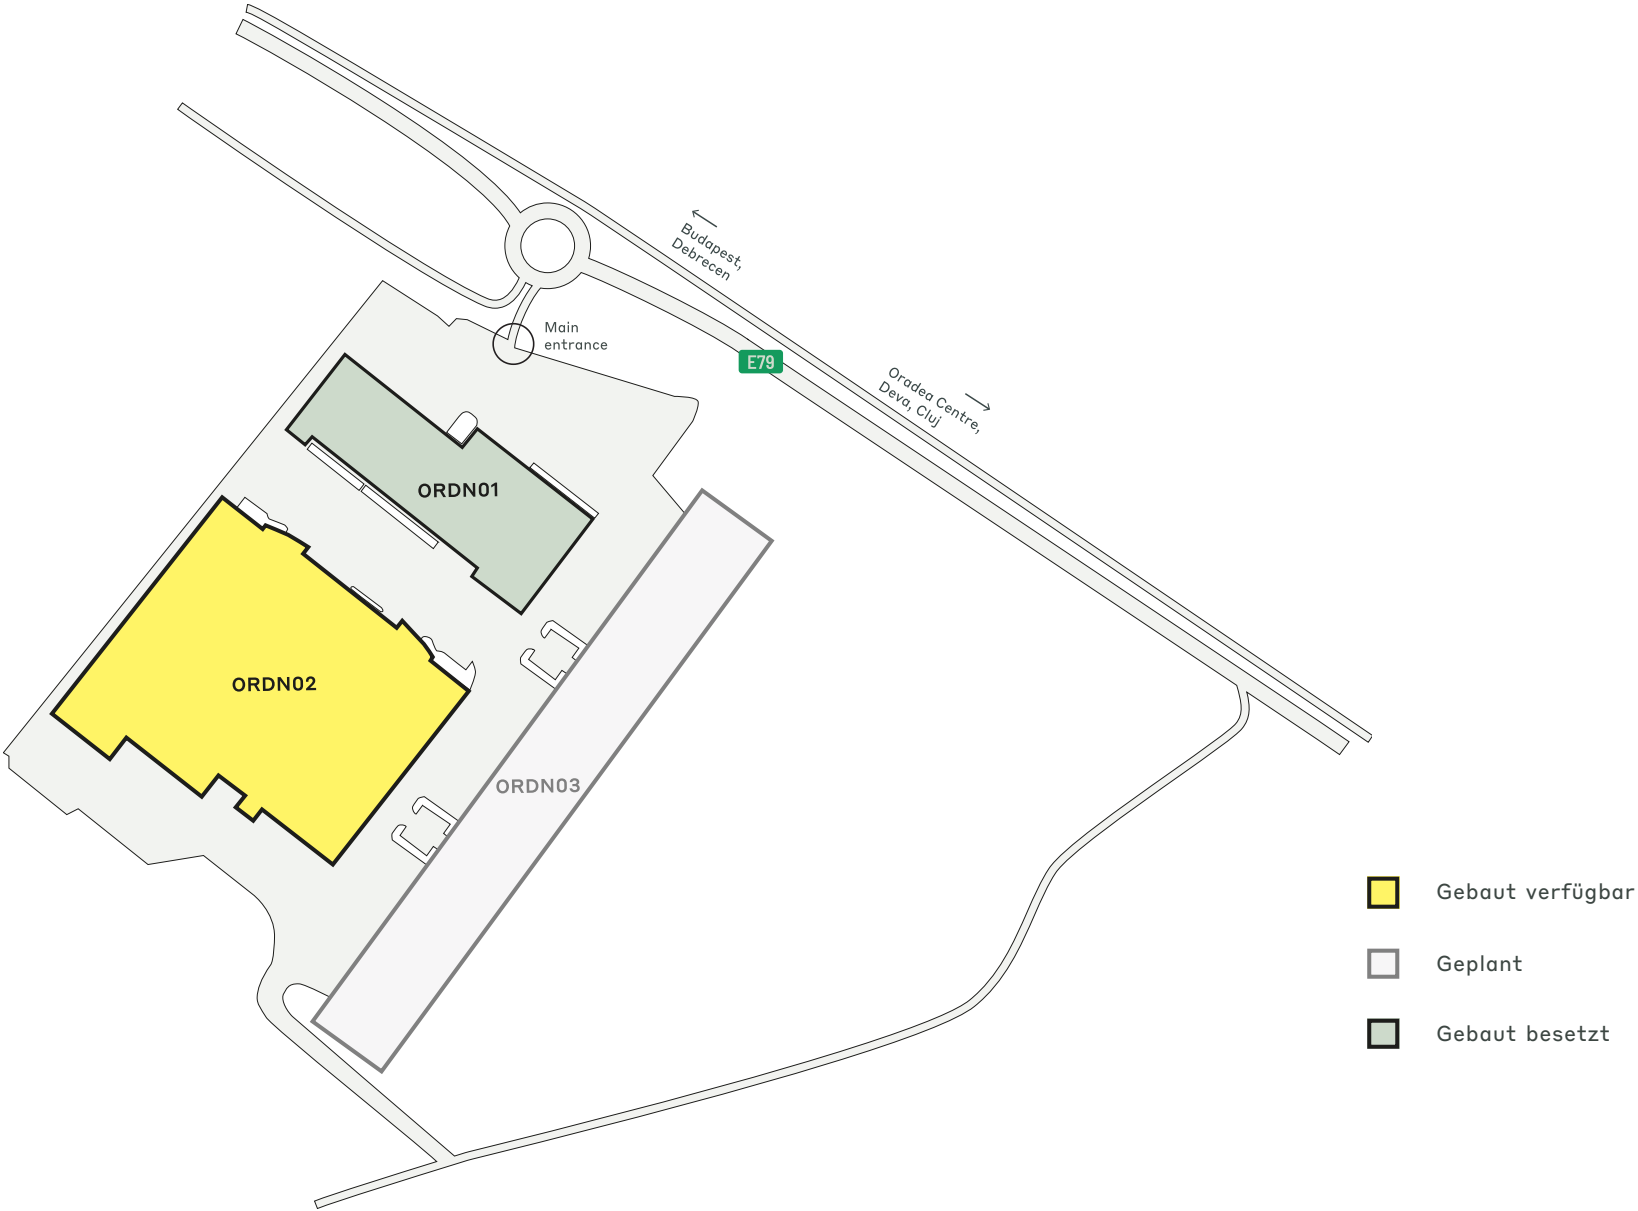 Budapest,
Debrecen
Main
entrance
E79
Oradea Centre,
Deva, Cluj
ORDN01
ORDN02
ORDN03
Gebaut verfügbar
Geplant
Gebaut besetzt